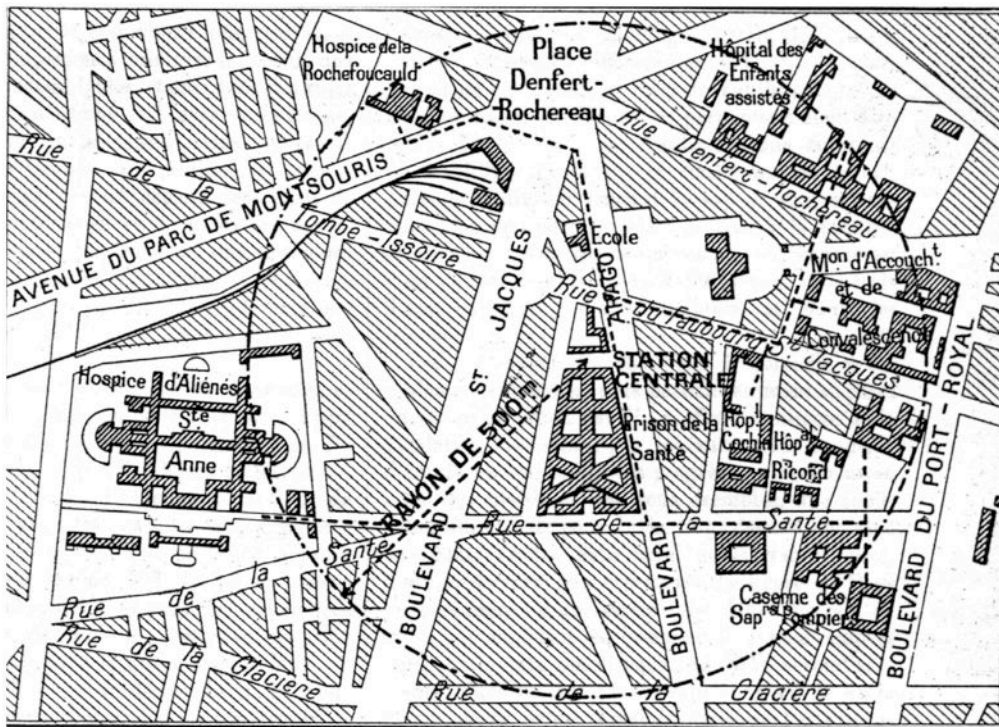 Hospice de la
Rochefoucauld
Place
Denfert-
Rochereau
Hôpital des
Enfants
assistés
Rue
de
la
Tombe-Issoire
AVENUE DU PARC DE MONTSOURIS
Rue
Denfert-Rochereau
Ecole
Mon d'Accoucht
et de
Convalescence
BOULEVARD ST JACQUES
BOULEVARD ARAGO
Rue du Faubourg St Jacques
STATION
CENTRALE
Prison de la
Santé
Hospice d'Aliénés
Ste
Anne
RAYON DE 500m
Hôpl
Cochin
Hôpal
Ricord
Rue de la Santé
Rue de la Santé
BOULEVARD DU PORT-ROYAL
Caserne des
Saprs Pompiers
Rue de la Glacière
Rue de la Glacière